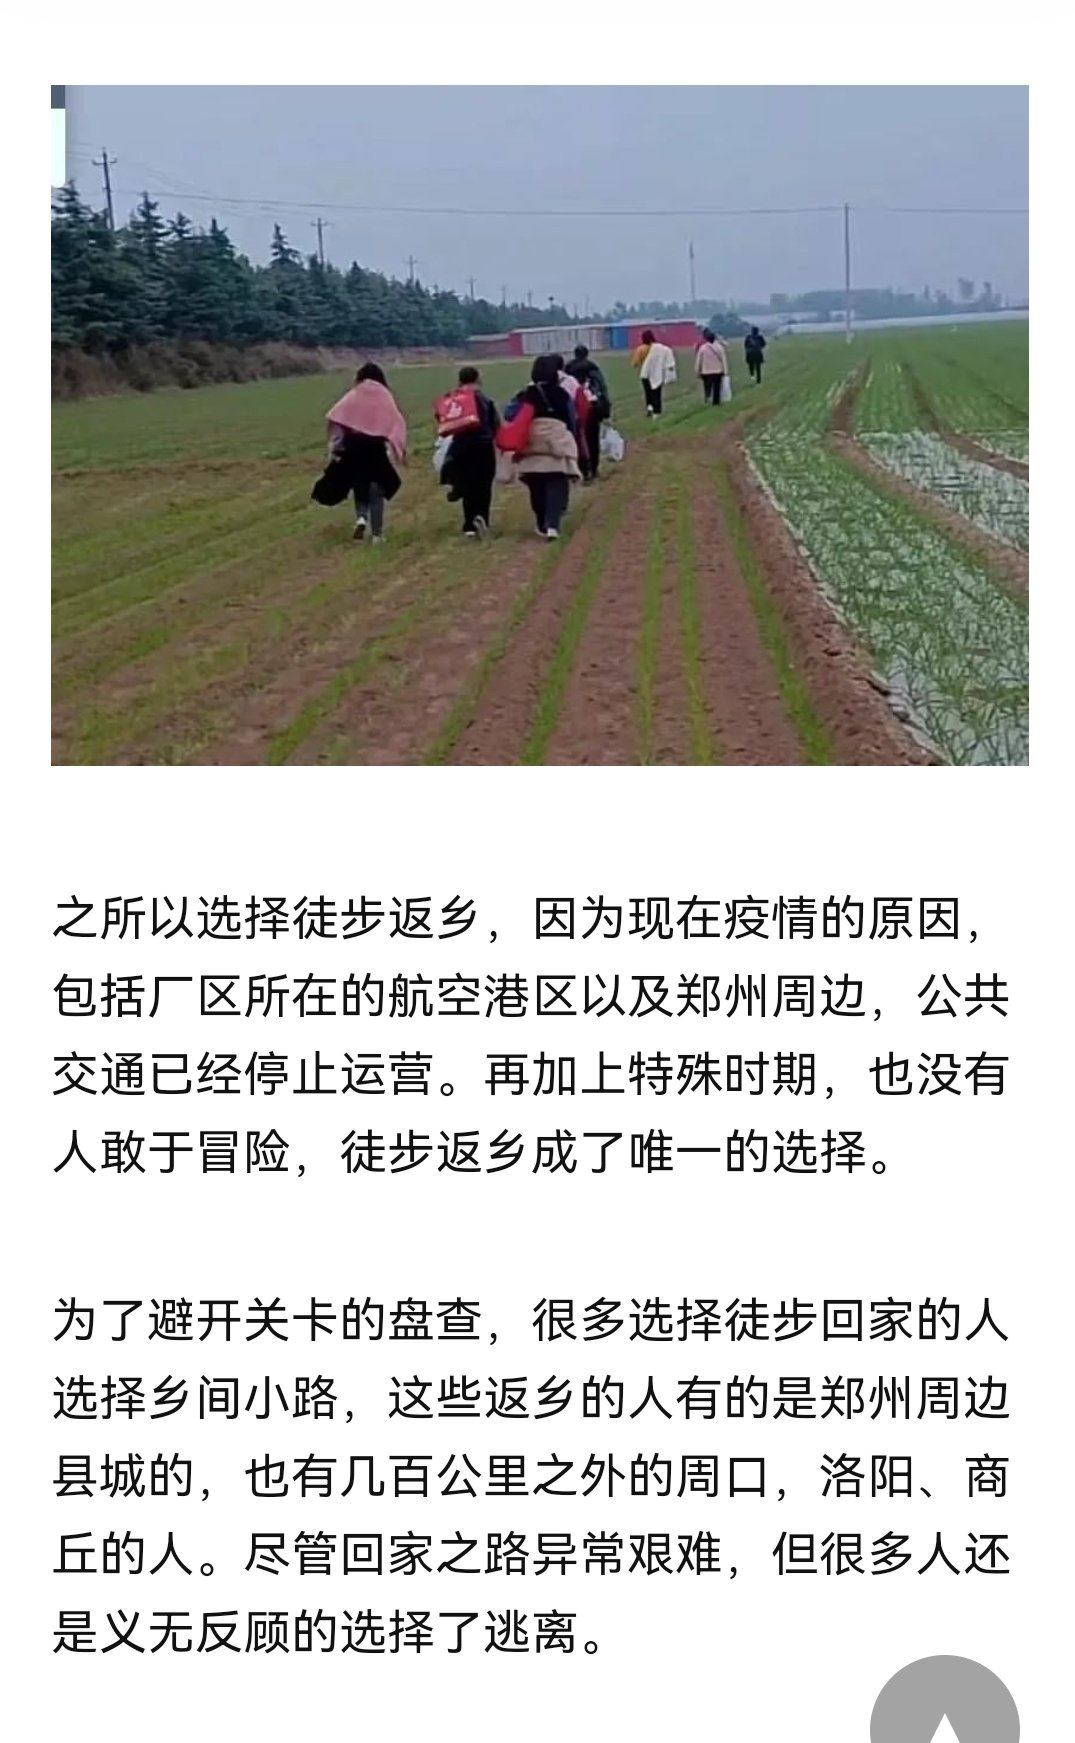 之所以选择徒步返乡，因为现在疫情的原因，
包括厂区所在的航空港区以及郑州周边，公共
交通已经停止运营。再加上特殊时期，也没有
人敢于冒险，徒步返乡成了唯一的选择。
为了避开关卡的盘查，很多选择徒步回家的人
选择乡间小路，这些返乡的人有的是郑州周边
县城的，也有几百公里之外的周口，洛阳、商
丘的人。尽管回家之路异常艰难，但很多人还
是义无反顾的选择了逃离。